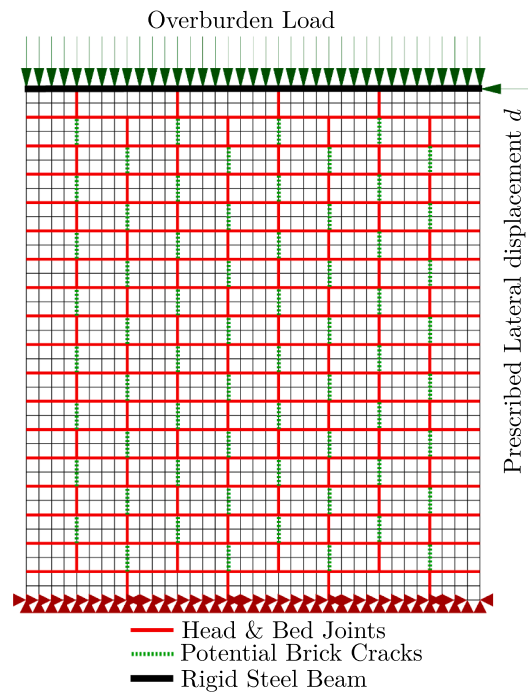 Overburden Load
Prescribed Lateral displacement d
Head & Bed Joints
Potential Brick Cracks
Rigid Steel Beam